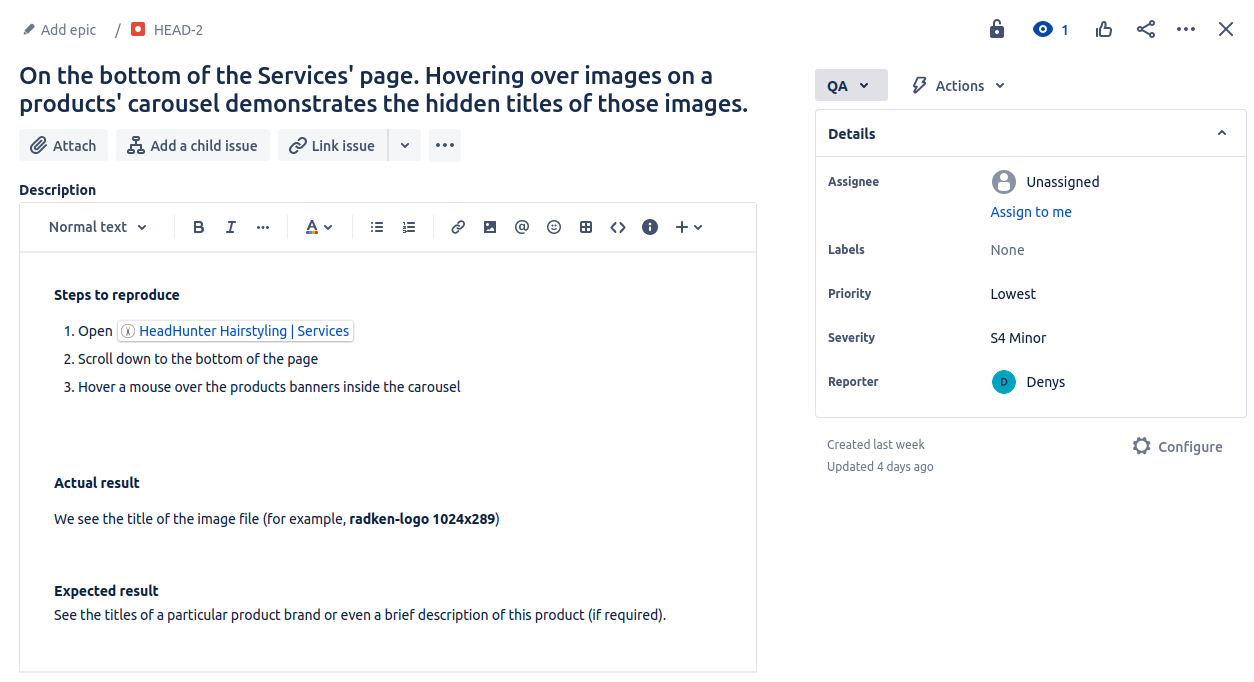 Add epic / HEAD-2 1
On the bottom of the Services' page. Hovering over images on a
products' carousel demonstrates the hidden titles of those images.
QA Actions
Attach Add a child issue Link issue
Details
Assignee Unassigned
Assign to me
Description
Normal text B I A
Labels None
Steps to reproduce
Priority Lowest
1. Open HeadHunter Hairstyling | Services
Severity S4 Minor
2. Scroll down to the bottom of the page
3. Hover a mouse over the products banners inside the carousel
Reporter D Denys
Created last week Configure
Updated 4 days ago
Actual result
We see the title of the image file (for example, radken-logo 1024x289)
Expected result
See the titles of a particular product brand or even a brief description of this product (if required).